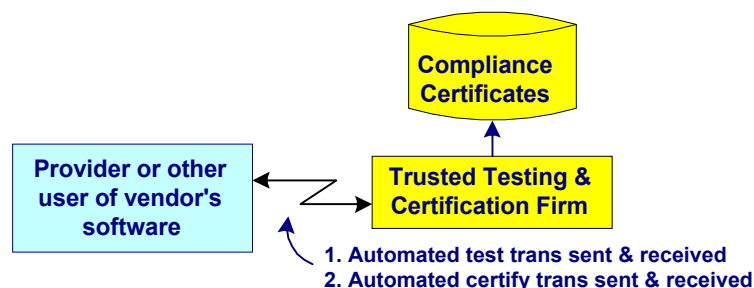 Compliance
Certificates
Provider or other
user of vendor's
software
Trusted Testing &
Certification Firm
1. Automated test trans sent & received
2. Automated certify trans sent & received